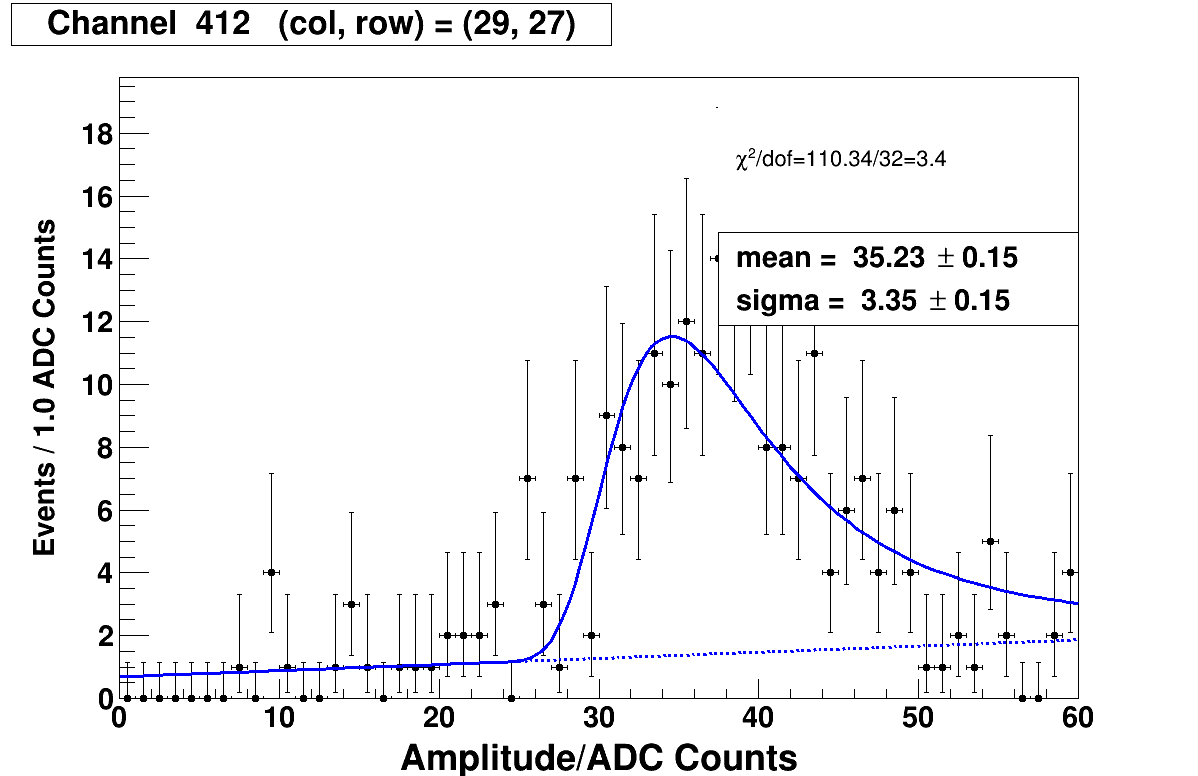 Channel 412 (col, row) = (29, 27)
χ²/dof=110.34/32=3.4
mean = 35.23 ± 0.15
sigma = 3.35 ± 0.15
Events / 1.0 ADC Counts
18
16
14
12
10
8
6
4
2
0
0 10 20 30 40 50 60
Amplitude/ADC Counts